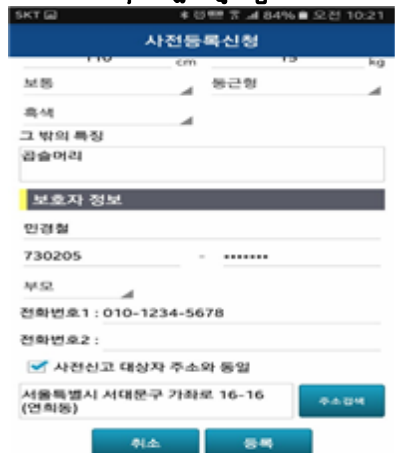 SKT 84% 오전 10:21
사전등록신청
110 cm 19 kg
보통 둥근형
흑색
그 밖의 특징
곱슬머리
보호자 정보
민경철
730205 - •••••••
부모
전화번호1 : 010-1234-5678
전화번호2 :
사전신고 대상자 주소와 동일
서울특별시 서대문구 가좌로 16-16
(연희동)
주소검색
취소 등록